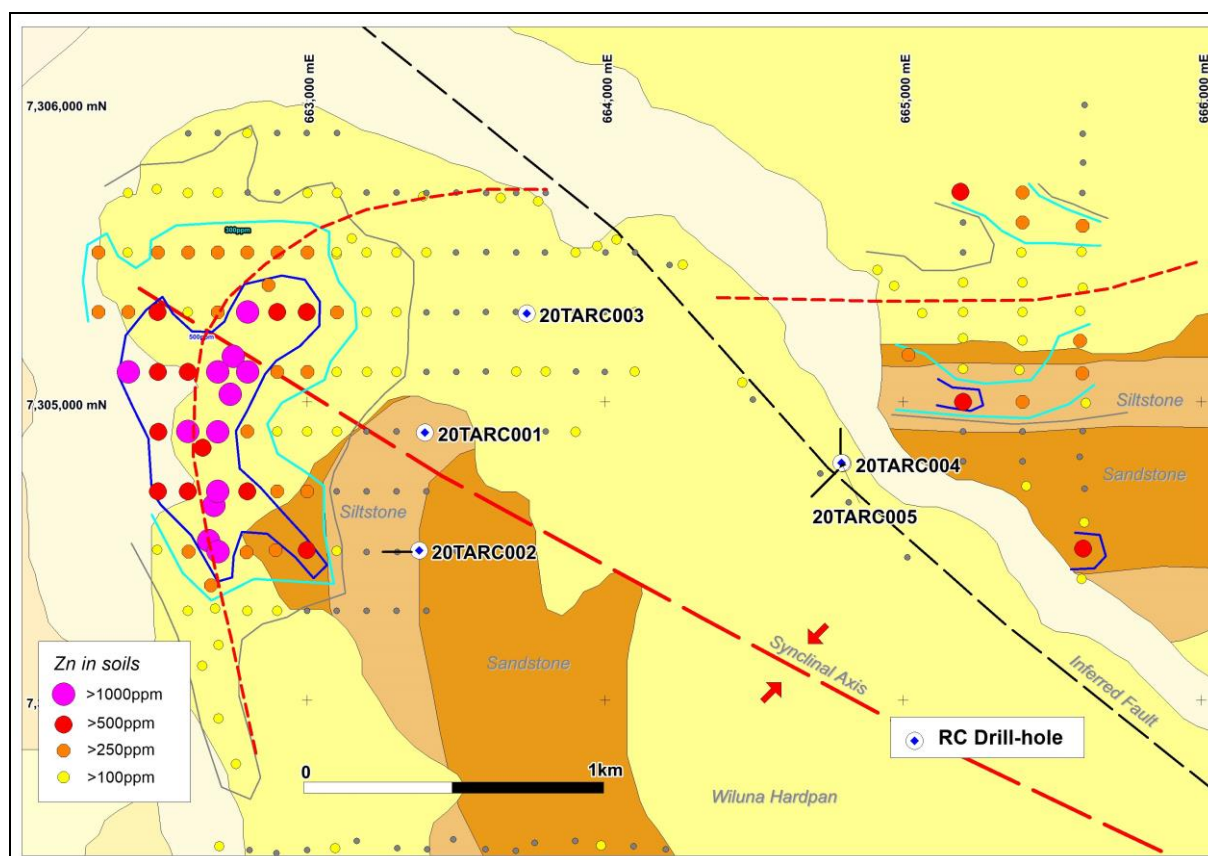 663,000 mE
664,000 mE
665,000 mE
666,
7,306,000 mN
300ppm
20TARC003
500ppm
7,305,000 mN
Siltstone
20TARC001
20TARC004
Sandstone
20TARC005
Siltstone
20TARC002
Zn in soils
>1000ppm
>500ppm
>250ppm
>100ppm
Sandstone
Synclinal Axis
Inferred Fault
RC Drill-hole
0
1km
Wiluna Hardpan